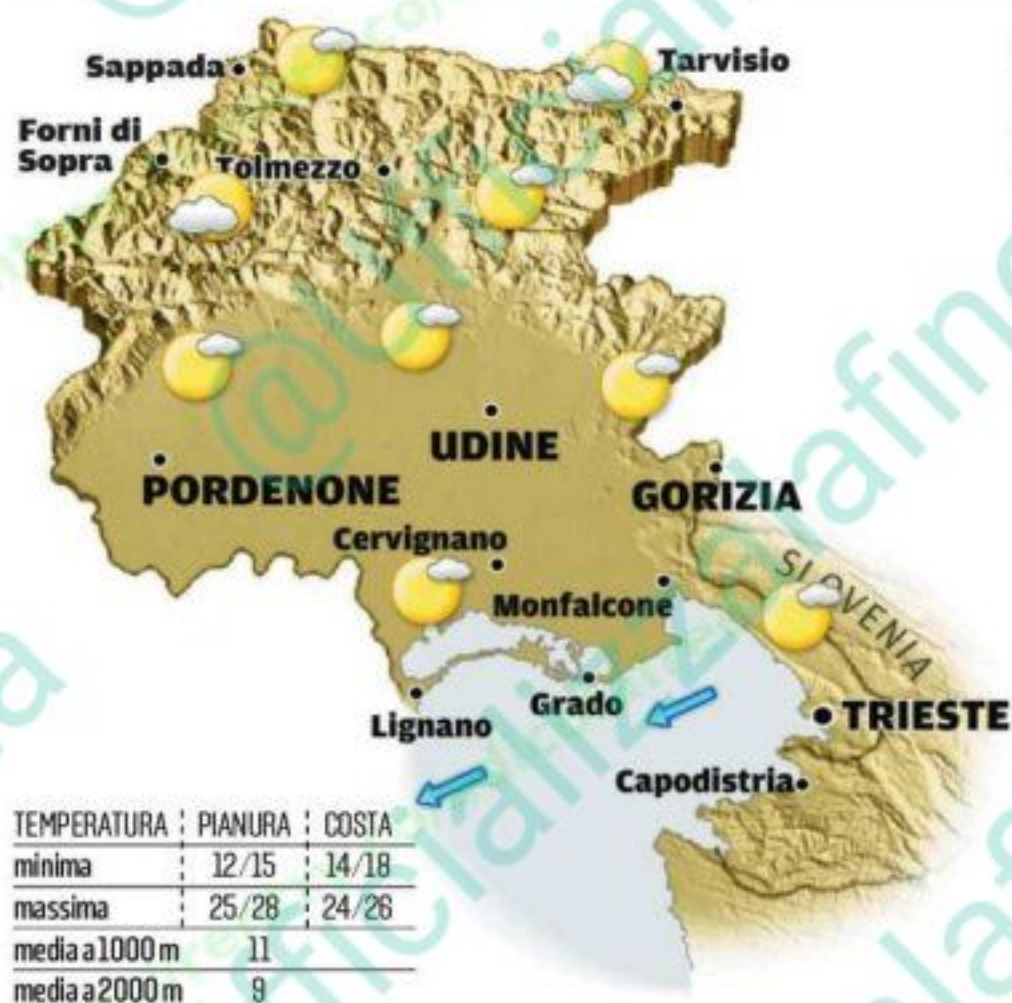 Sappada
Tarvisio
Forni di
Sopra
Tolmezzo
UDINE
PORDENONE
GORIZIA
Cervignano
SLOVENIA
Monfalcone
Grado
TRIESTE
Lignano
Capodistria
TEMPERATURA PIANURA COSTA
minima 12/15 14/18
massima 25/28 24/26
media a 1000 m 11
media a 2000 m 9